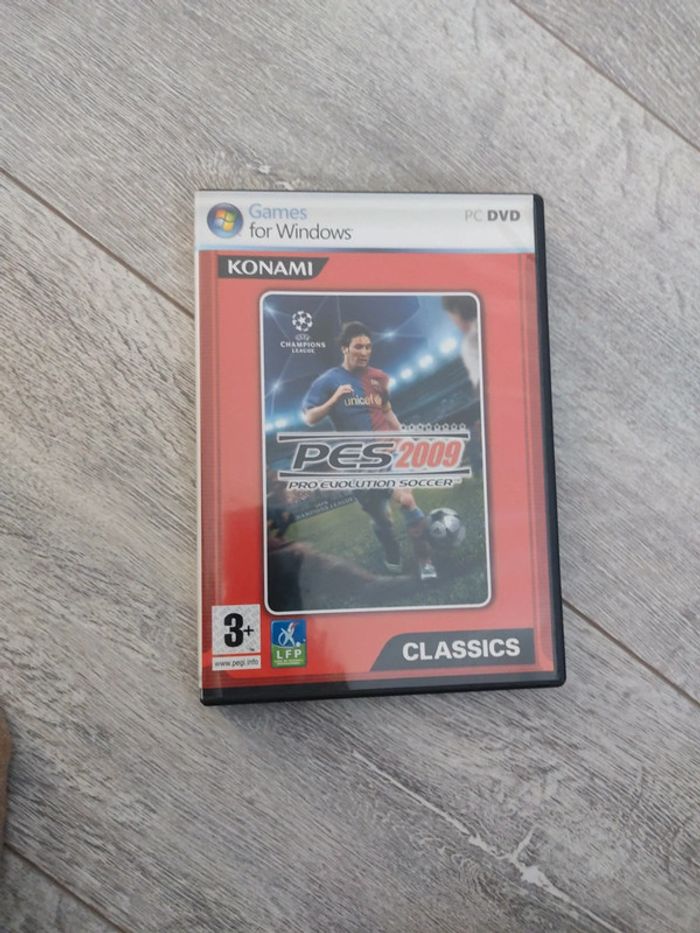 Games
for Windows
PC DVD
KONAMI
UEFA
CHAMPIONS
LEAGUE
unicef
PES 2009
PRO EVOLUTION SOCCER
3+
www.pegi.info
LFP
CLASSICS